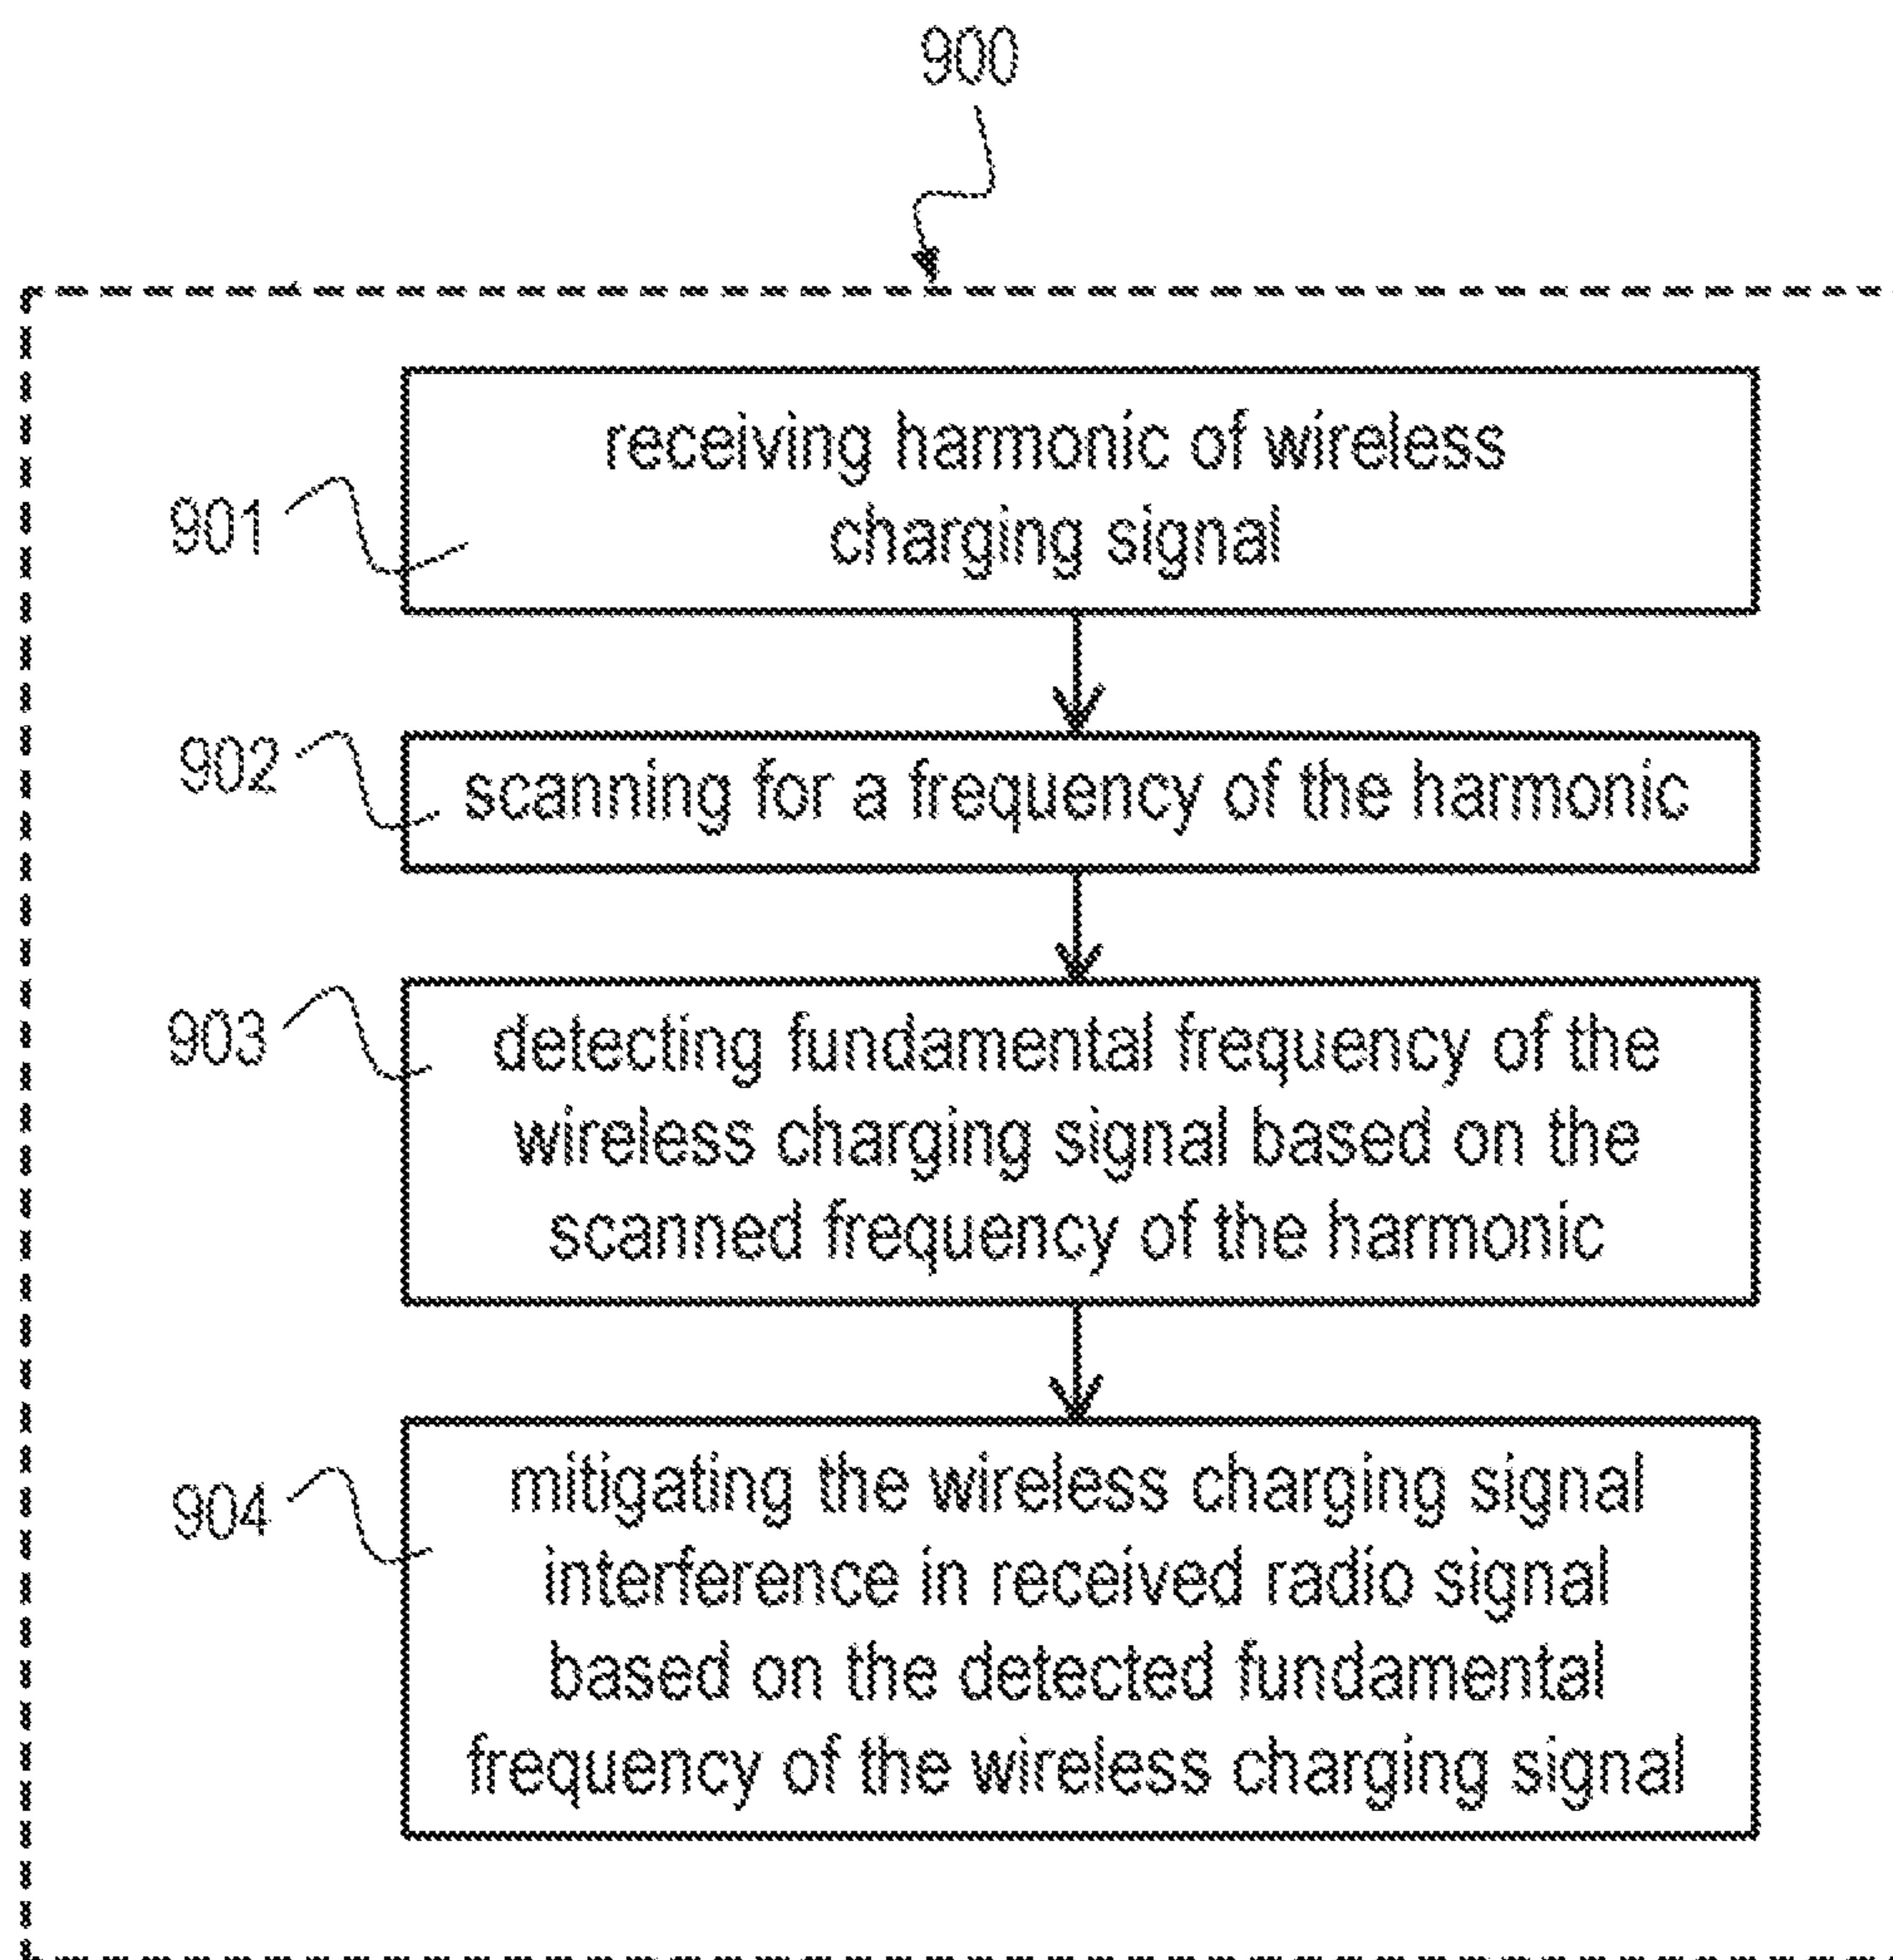 900
901
receiving harmonic of wireless
charging signal
902
scanning for a frequency of the harmonic
903
detecting fundamental frequency of the
wireless charging signal based on the
scanned frequency of the harmonic
904
mitigating the wireless charging signal
interference in received radio signal
based on the detected fundamental
frequency of the wireless charging signal